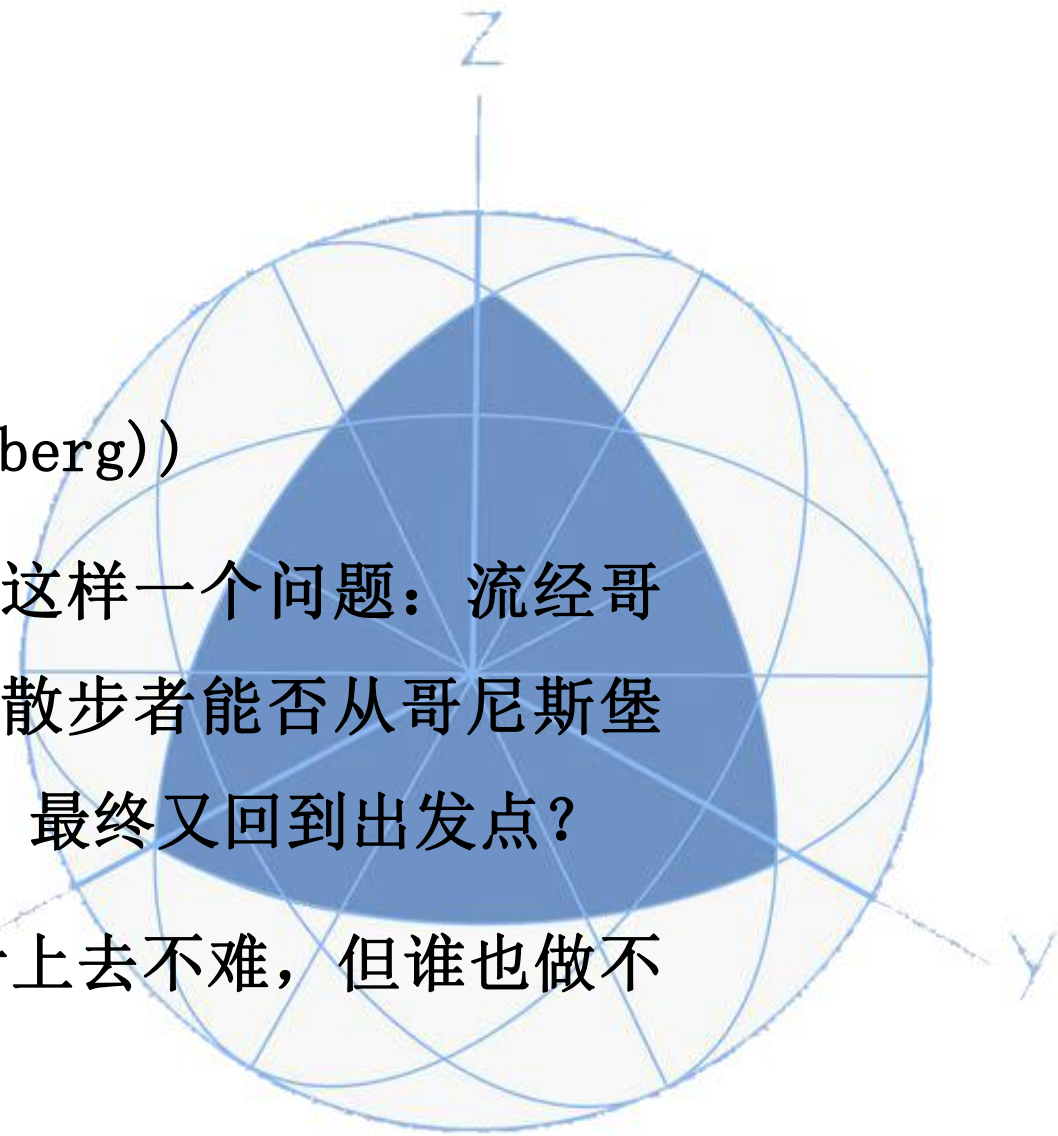 Z
berg))
这样一个问题：流经哥
散步者能否从哥尼斯堡
最终又回到出发点？
上去不难，但谁也做不
y